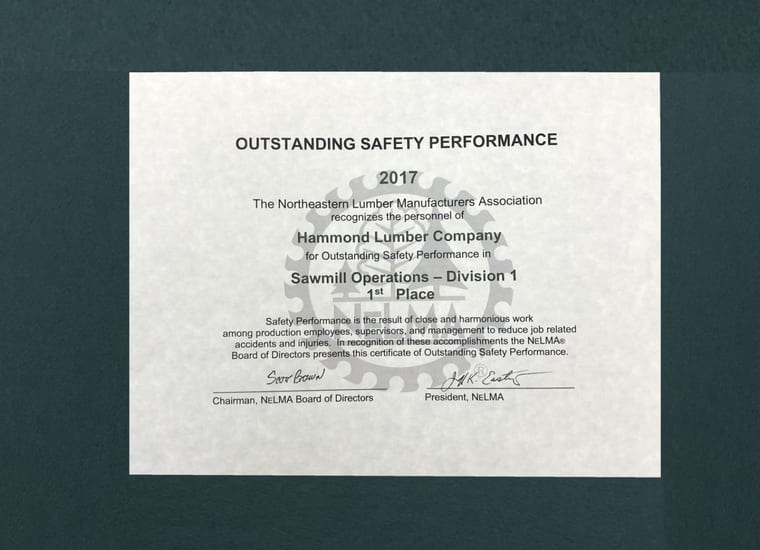 OUTSTANDING SAFETY PERFORMANCE
2017
The Northeastern Lumber Manufacturers Association
recognizes the personnel of
Hammond Lumber Company
for Outstanding Safety Performance in
Sawmill Operations – Division 1
1st Place
NELMA
Safety Performance is the result of close and harmonious work
among production employees, supervisors, and management to reduce job related
accidents and injuries. In recognition of these accomplishments the NELMA®
Board of Directors presents this certificate of Outstanding Safety Performance.
Chairman, NELMA Board of Directors
President, NELMA